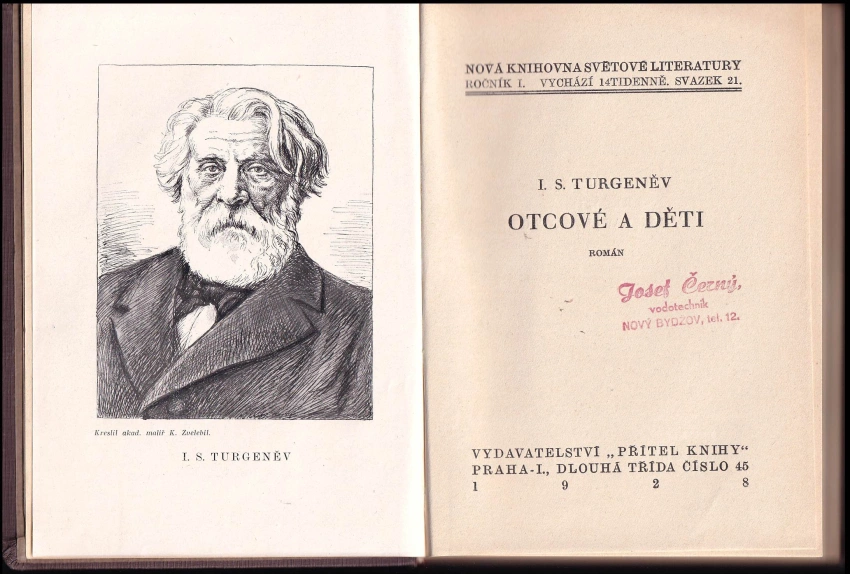 Kreslil akad. malíř K. Zvelebil.
I. S. TURGENĚV
NOVÁ KNIHOVNA SVĚTOVÉ LITERATURY
ROČNÍK I. VYCHÁZÍ 14TIDENNĚ. SVAZEK 21.
I. S. TURGENĚV
OTCOVÉ A DĚTI
ROMÁN
Josef Černý,
vodotechnik
NOVÝ BYDŽOV, tel. 12.
VYDAVATELSTVÍ „PŘÍTEL KNIHY“
PRAHA-I., DLOUHÁ TŘÍDA ČÍSLO 45
1 9 2 8